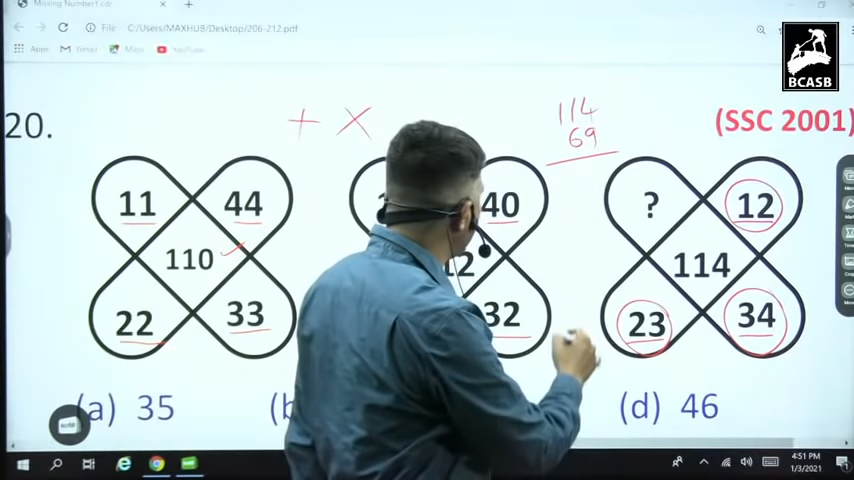 Missing Number1.cdr
File C:/Users/MAXHUB/Desktop/206-212.pdf
Apps Gmail Maps YouTube
BCASB
20.
+ ×
114
69
(SSC 2001)
11 44
110
22 33
40
32
? 12
114
23 34
(a) 35
(d) 46
4:51 PM
1/3/2021